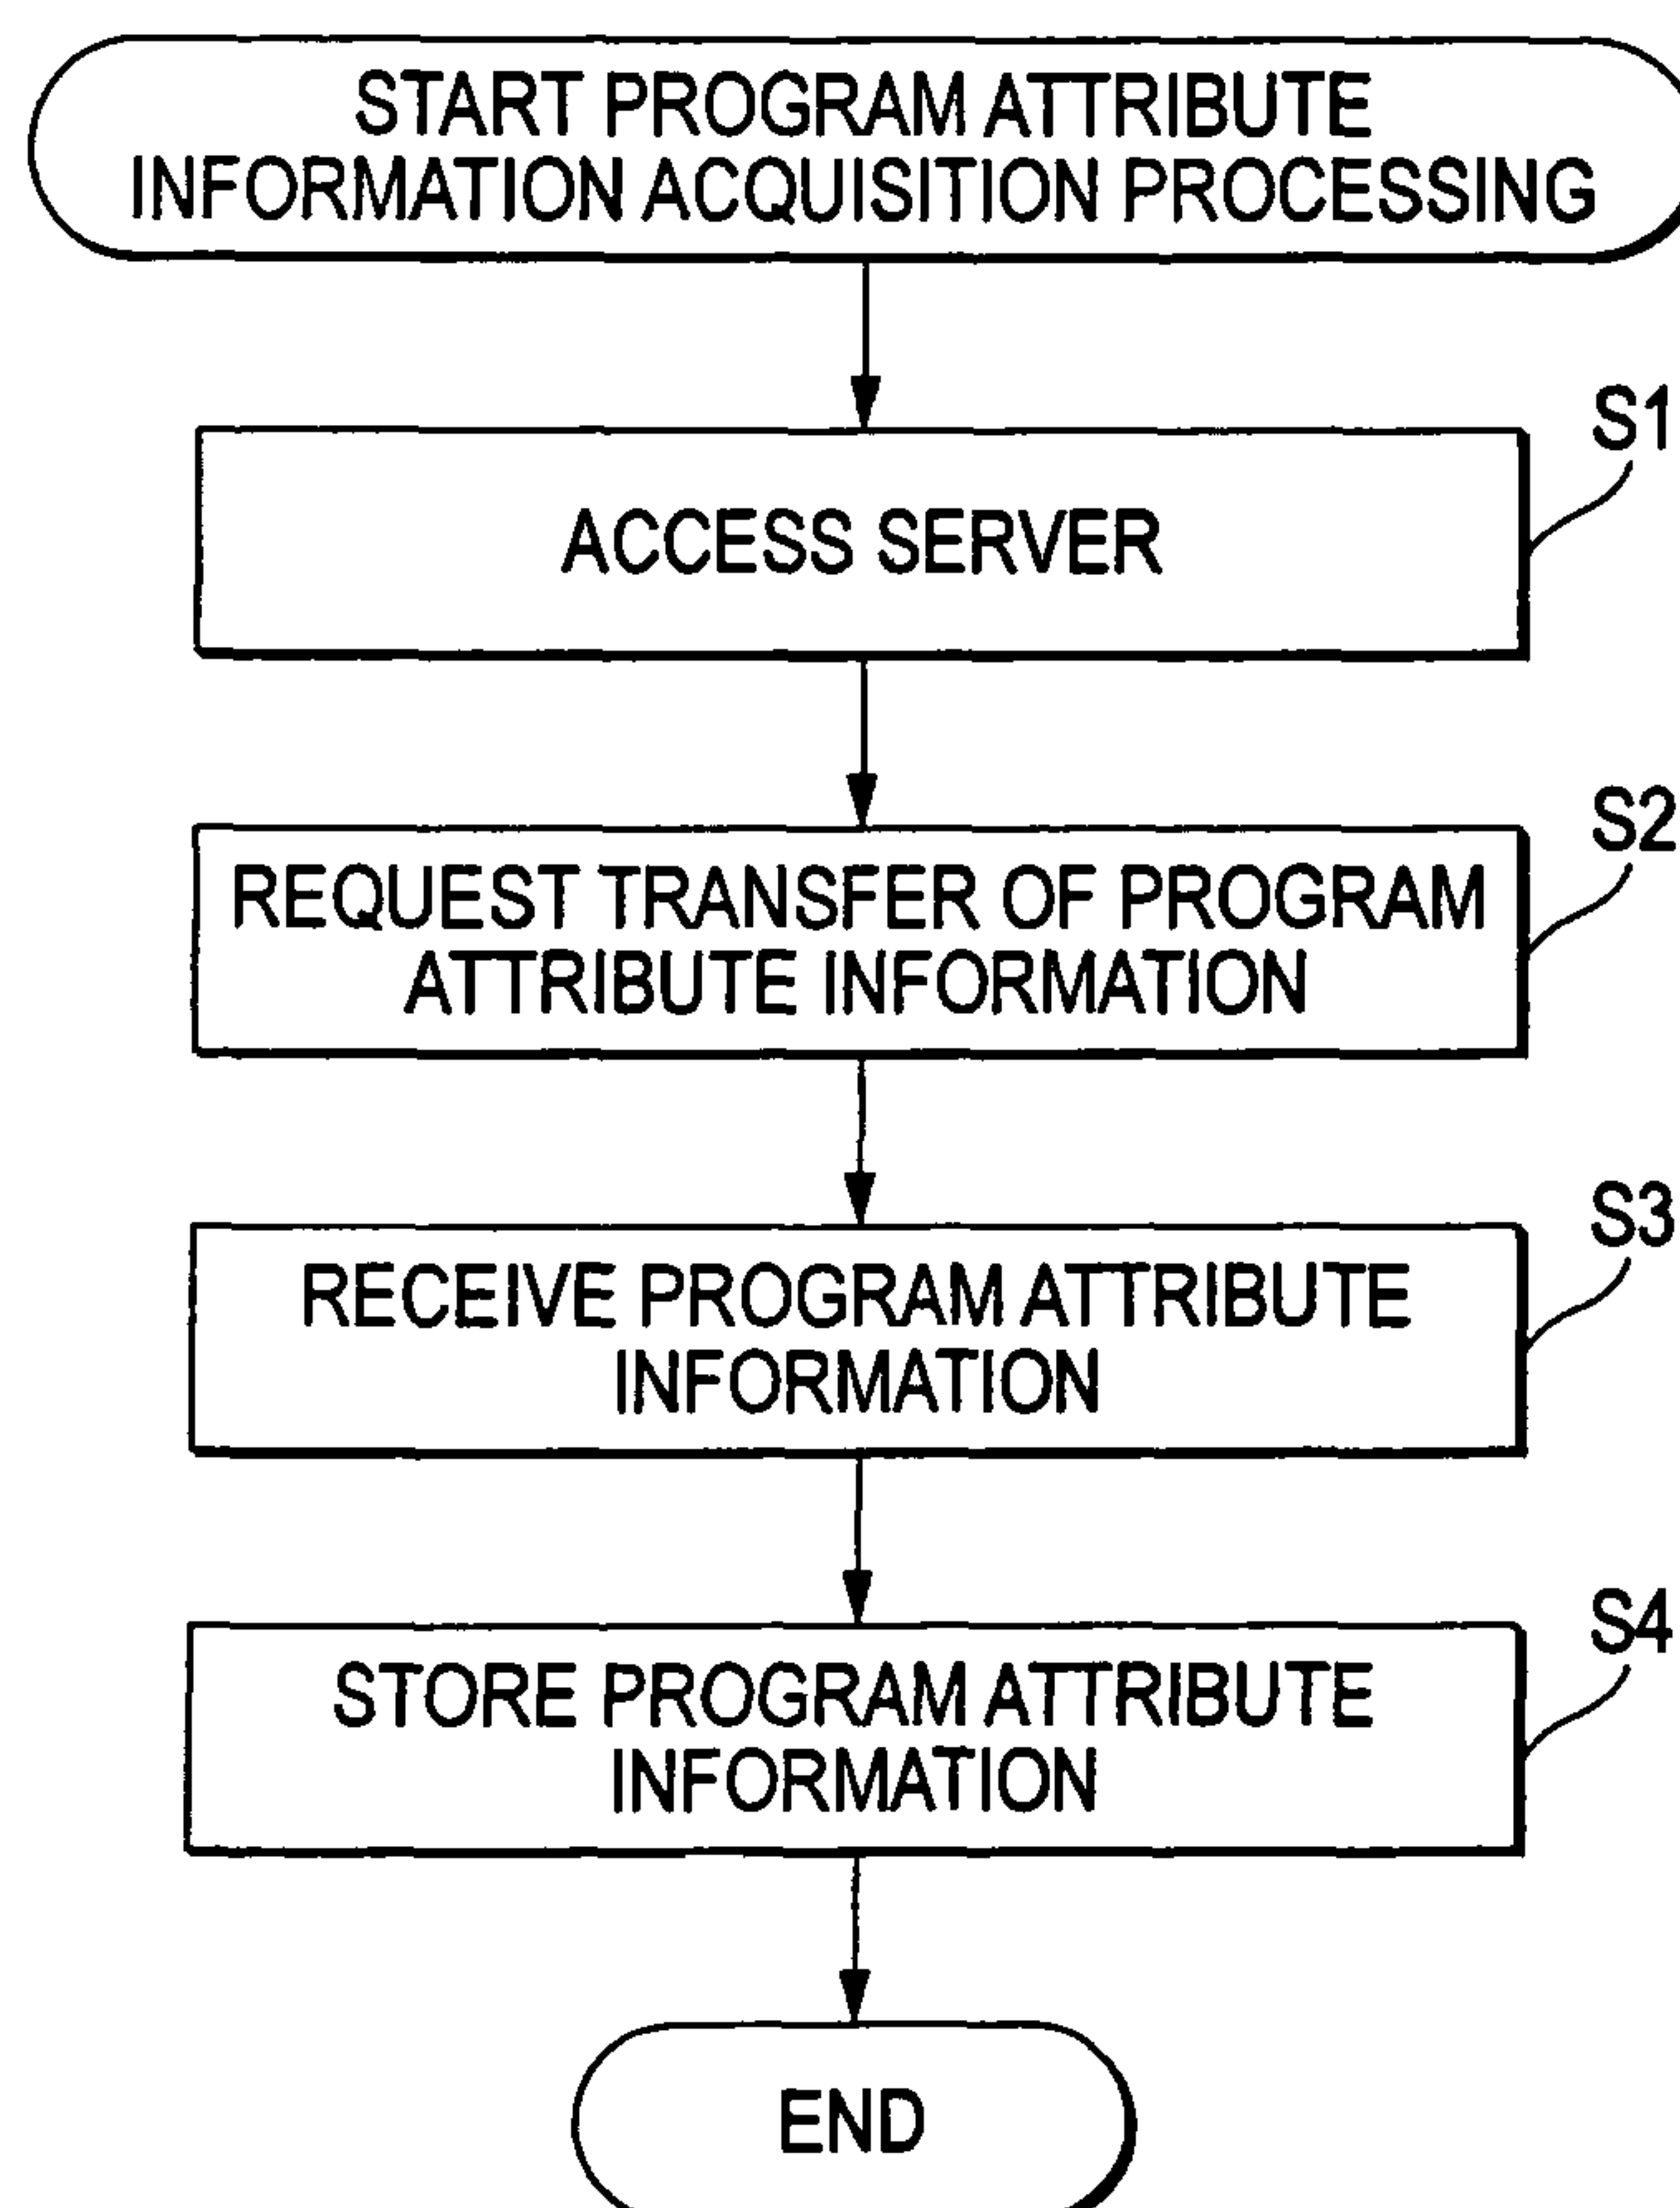 START PROGRAM ATTRIBUTE
INFORMATION ACQUISITION PROCESSING
S1
ACCESS SERVER
S2
REQUEST TRANSFER OF PROGRAM
ATTRIBUTE INFORMATION
S3
RECEIVE PROGRAM ATTRIBUTE
INFORMATION
S4
STORE PROGRAM ATTRIBUTE
INFORMATION
END